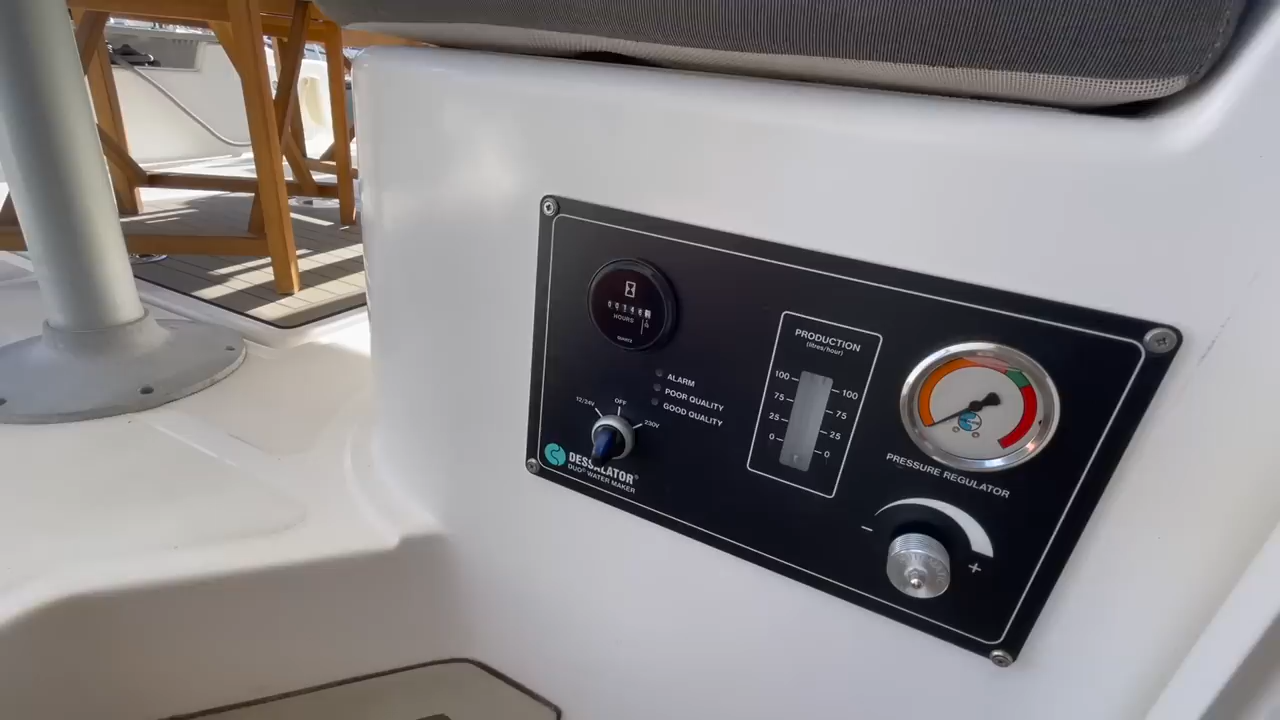 HOURS
QUARTZ
ALARM
POOR QUALITY
GOOD QUALITY
12/24V
OFF
230V
DESSALATOR®
DUO® WATER MAKER
PRODUCTION
(litres/hour)
100 100
75 75
25 25
0 0
PRESSURE REGULATOR
- +